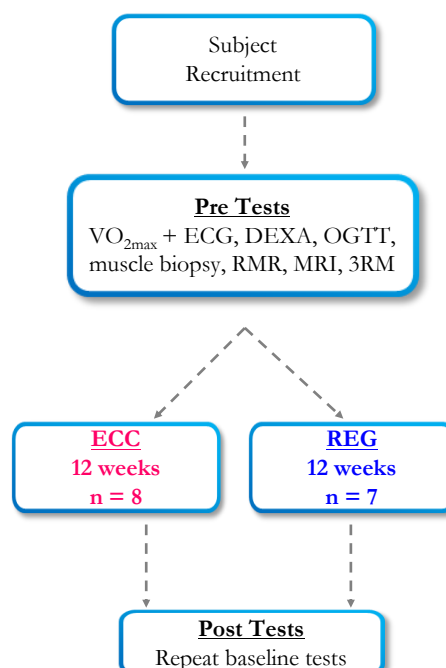 Subject
Recruitment
Pre Tests
VO2max + ECG, DEXA, OGTT,
muscle biopsy, RMR, MRI, 3RM
ECC
12 weeks
n = 8
REG
12 weeks
n = 7
Post Tests
Repeat baseline tests